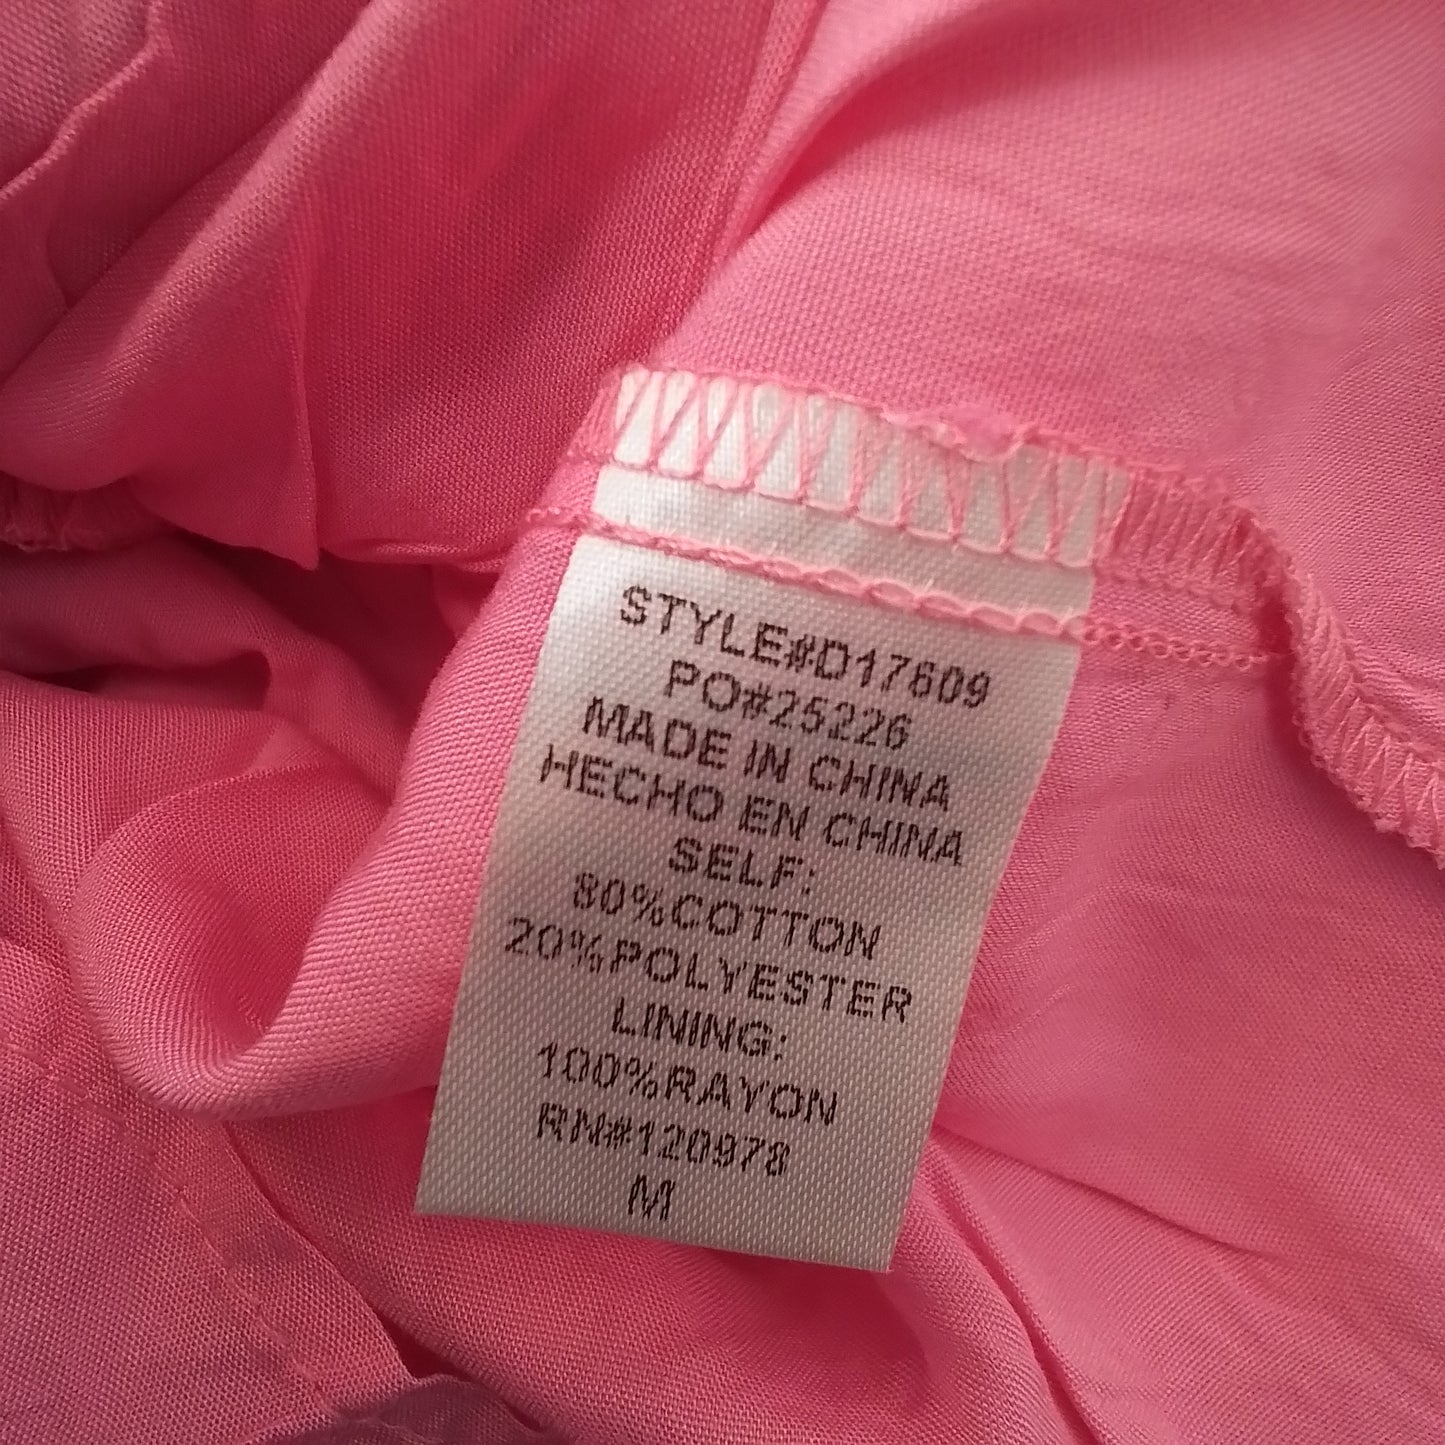 STYLE#D17609
PO#25226
MADE IN CHINA
HECHO EN CHINA
SELF:
80%COTTON
20%POLYESTER
LINING:
100%RAYON
RN#120978
M